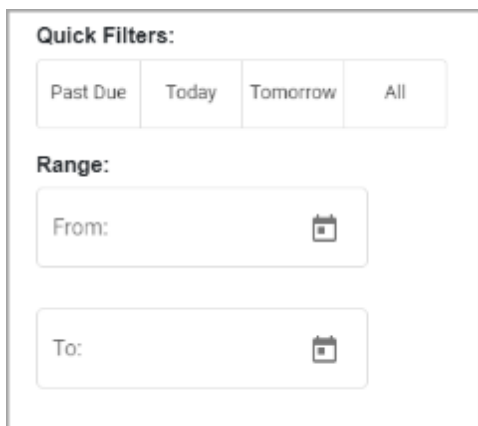 Quick Filters:
Past Due Today Tomorrow All
Range:
From:
To: